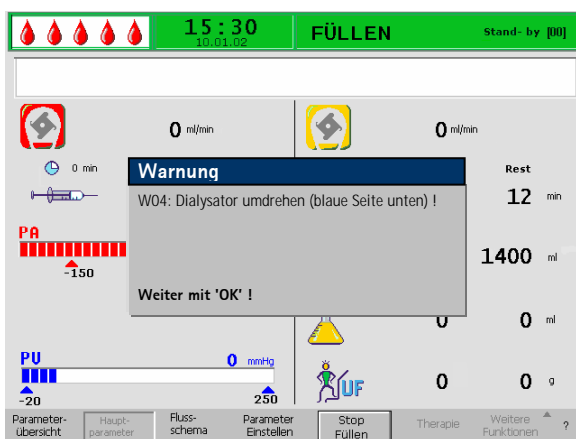 15:30
10.01.02
FÜLLEN
Stand- by [00]
0 ml/min
0 ml/min
0 min
Rest
12 min
Warnung
W04: Dialysator umdrehen (blaue Seite unten) !
Weiter mit 'OK' !
PA
-150
1400 ml
0
0 ml
PU
0 mmHg
-20
250
UF
0
0 g
Parameter-
übersicht
Haupt-
parameter
Fluss-
schema
Parameter
Einstellen
Stop
Füllen
Therapie
Weitere
Funktionen
?